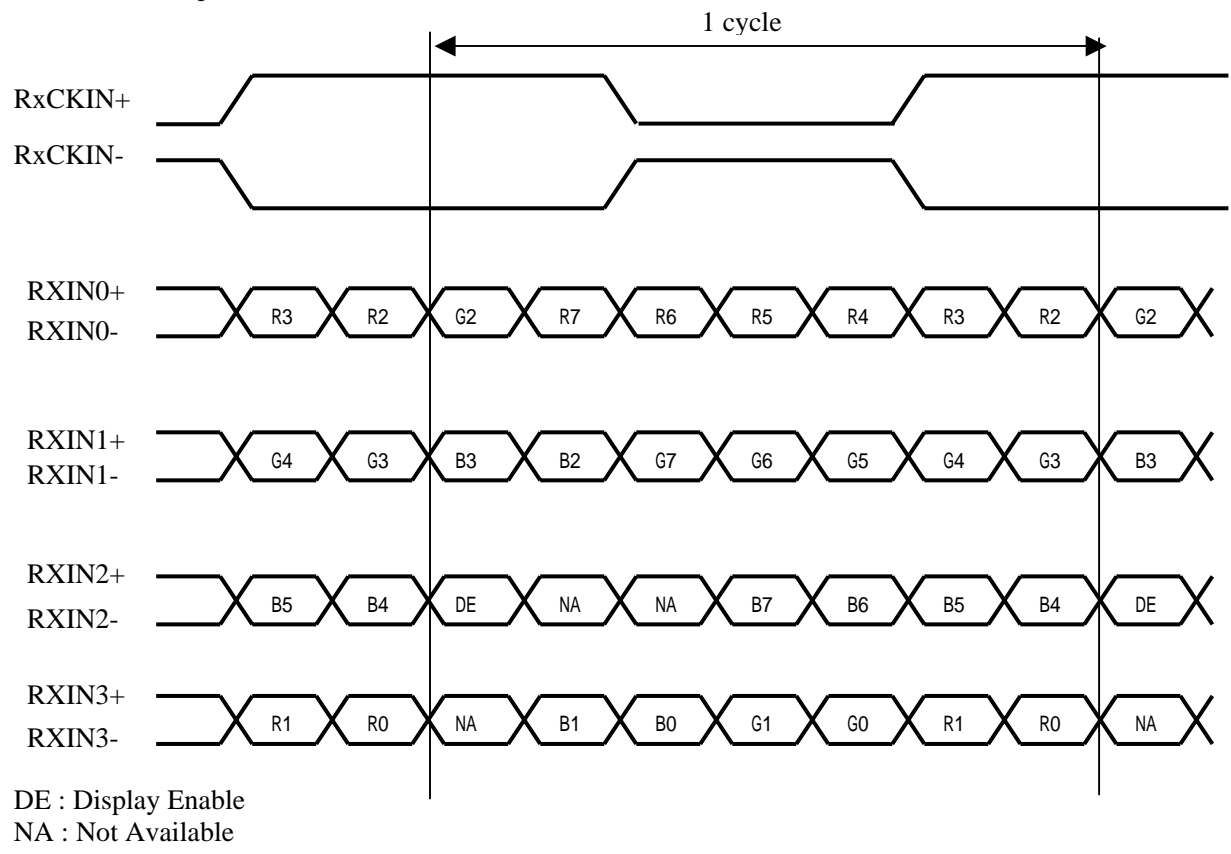 1 cycle
RxCKIN+
RxCKIN-
RXIN0+
R3 R2 G2 R7 R6 R5 R4 R3 R2 G2
RXIN0-
RXIN1+
G4 G3 B3 B2 G7 G6 G5 G4 G3 B3
RXIN1-
RXIN2+
B5 B4 DE NA NA B7 B6 B5 B4 DE
RXIN2-
RXIN3+
R1 R0 NA B1 B0 G1 G0 R1 R0 NA
RXIN3-
DE : Display Enable
NA : Not Available